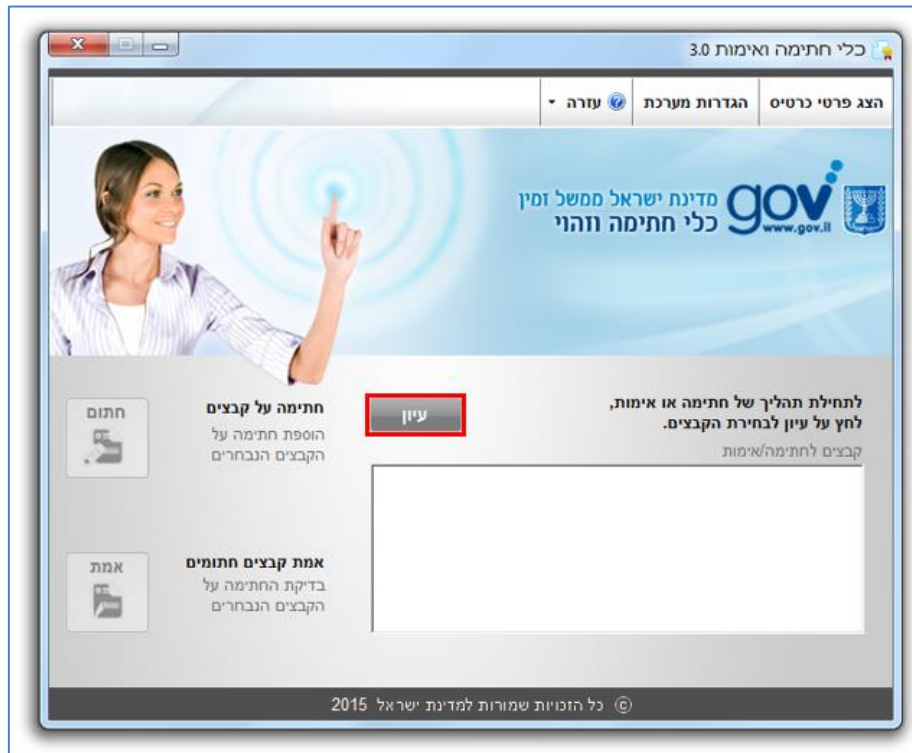 כלי חתימה ואימות 3.0
הצג פרטי כרטיס
הגדרות מערכת
עזרה
gov
www.gov.il
מדינת ישראל ממשל זמין
כלי חתימה וזהוי
לתחילת תהליך של חתימה או אימות,
לחץ על עיון לבחירת הקבצים.
קבצים לחתימה/אימות
עיון
חתימה על קבצים
הוספת חתימה על
הקבצים הנבחרים
חתום
אמת קבצים חתומים
בדיקת החתימה על
הקבצים הנבחרים
אמת
© כל הזכויות שמורות למדינת ישראל 2015